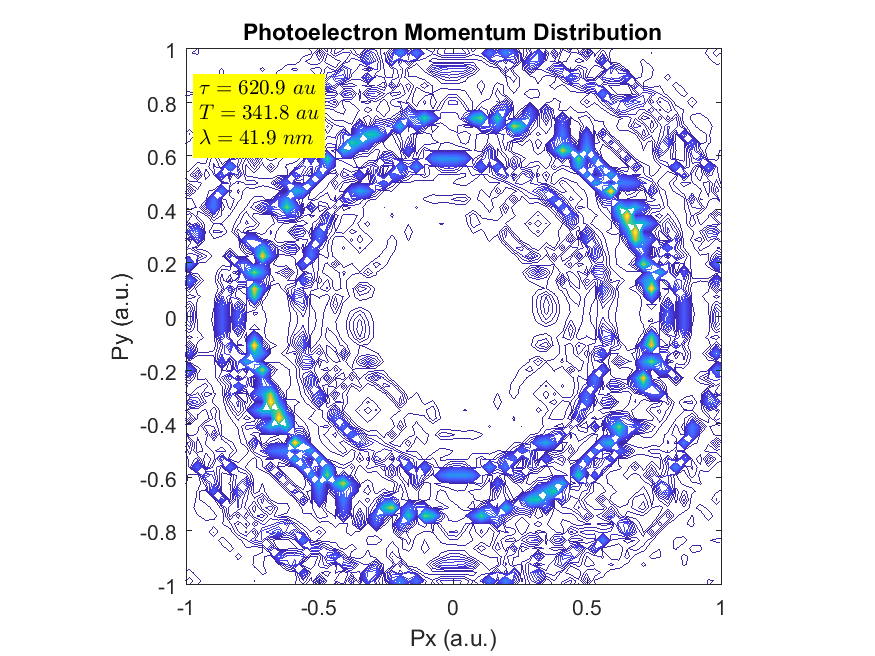 Photoelectron Momentum Distribution
τ = 620.9 au
T = 341.8 au
λ = 41.9 nm
1
0.8
0.6
0.4
0.2
0
-0.2
-0.4
-0.6
-0.8
-1
Py (a.u.)
-1 -0.5 0 0.5 1
Px (a.u.)